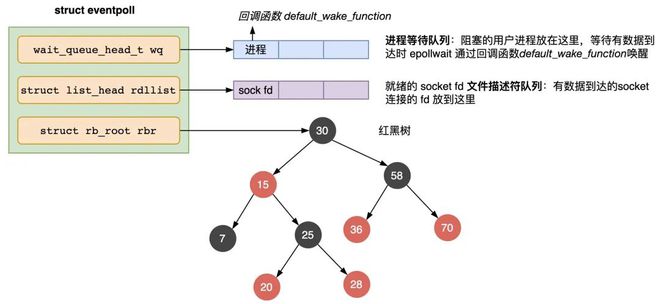 struct eventpoll
回调函数 default_wake_function
wait_queue_head_t wq
进程
进程等待队列：阻塞的用户进程放在这里，等待有数据到
达时 epollwait 通过回调函数default_wake_function唤
醒
struct list_head rdllist
sock fd
就绪的 socket fd 文件描述符队列：有数据到达的socket
连接的 fd 放到这里
struct rb_root rbr
30
红黑树
15
58
7
25
36
70
20
28